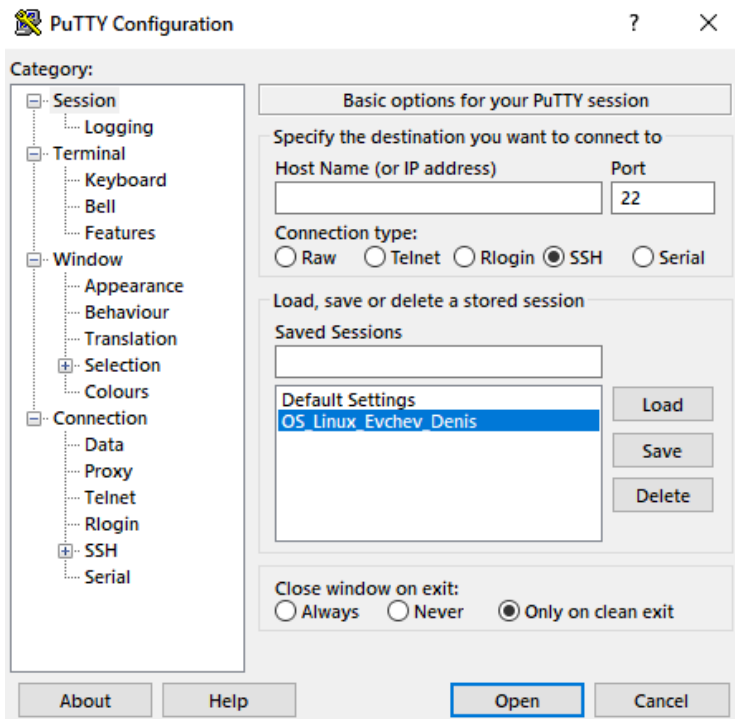 PuTTY Configuration ?
Category:
Session
Logging
Terminal
Keyboard
Bell
Features
Window
Appearance
Behaviour
Translation
Selection
Colours
Connection
Data
Proxy
Telnet
Rlogin
SSH
Serial
Basic options for your PuTTY session
Specify the destination you want to connect to
Host Name (or IP address) Port
22
Connection type:
Raw Telnet Rlogin SSH Serial
Load, save or delete a stored session
Saved Sessions
Default Settings
OS_Linux_Evchev_Denis
Load
Save
Delete
Close window on exit:
Always Never Only on clean exit
About Help Open Cancel